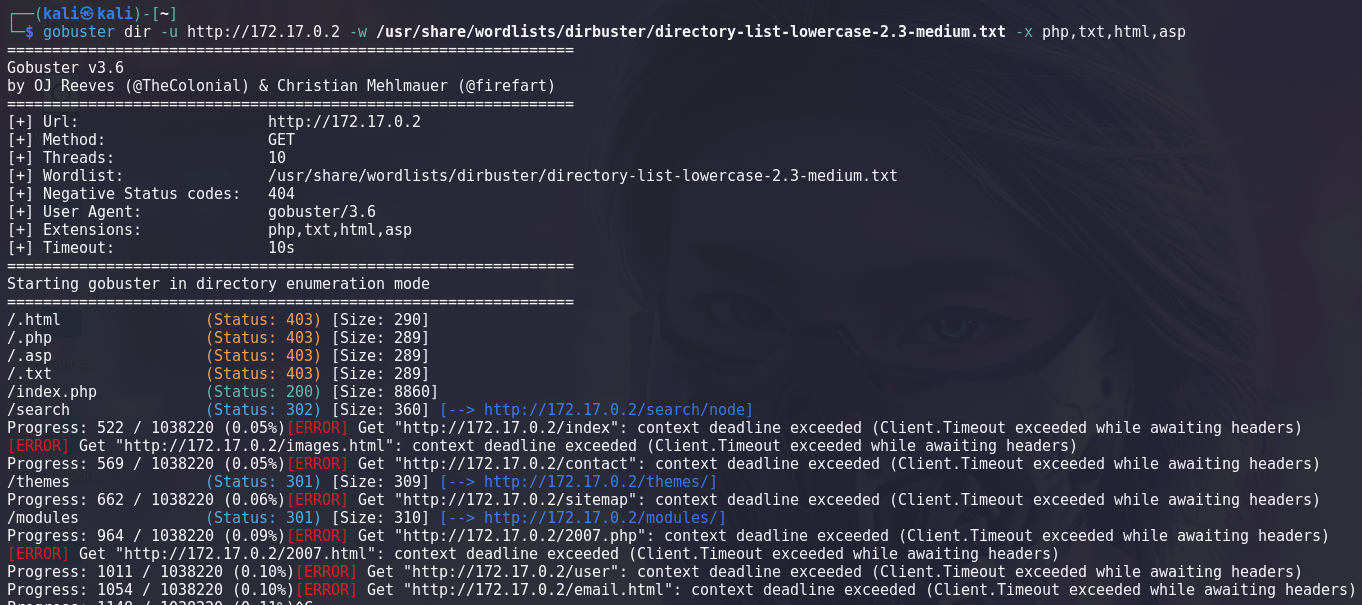 ┌──(kali㉿kali)-[~]
└─$ gobuster dir -u http://172.17.0.2 -w /usr/share/wordlists/dirbuster/directory-list-lowercase-2.3-medium.txt -x php,txt,html,asp
===============================================================
Gobuster v3.6
by OJ Reeves (@TheColonial) & Christian Mehlmauer (@firefart)
===============================================================
[+] Url:                     http://172.17.0.2
[+] Method:                  GET
[+] Threads:                 10
[+] Wordlist:                /usr/share/wordlists/dirbuster/directory-list-lowercase-2.3-medium.txt
[+] Negative Status codes:   404
[+] User Agent:              gobuster/3.6
[+] Extensions:              php,txt,html,asp
[+] Timeout:                 10s
===============================================================
Starting gobuster in directory enumeration mode
===============================================================
/.html                (Status: 403) [Size: 290]
/.php                 (Status: 403) [Size: 289]
/.asp                 (Status: 403) [Size: 289]
/.txt                 (Status: 403) [Size: 289]
/index.php            (Status: 200) [Size: 8860]
/search               (Status: 302) [Size: 360] [--> http://172.17.0.2/search/node]
Progress: 522 / 1038220 (0.05%)[ERROR] Get "http://172.17.0.2/index": context deadline exceeded (Client.Timeout exceeded while awaiting headers)
[ERROR] Get "http://172.17.0.2/images.html": context deadline exceeded (Client.Timeout exceeded while awaiting headers)
Progress: 569 / 1038220 (0.05%)[ERROR] Get "http://172.17.0.2/contact": context deadline exceeded (Client.Timeout exceeded while awaiting headers)
/themes               (Status: 301) [Size: 309] [--> http://172.17.0.2/themes/]
Progress: 662 / 1038220 (0.06%)[ERROR] Get "http://172.17.0.2/sitemap": context deadline exceeded (Client.Timeout exceeded while awaiting headers)
/modules              (Status: 301) [Size: 310] [--> http://172.17.0.2/modules/]
Progress: 964 / 1038220 (0.09%)[ERROR] Get "http://172.17.0.2/2007.php": context deadline exceeded (Client.Timeout exceeded while awaiting headers)
[ERROR] Get "http://172.17.0.2/2007.html": context deadline exceeded (Client.Timeout exceeded while awaiting headers)
Progress: 1011 / 1038220 (0.10%)[ERROR] Get "http://172.17.0.2/user": context deadline exceeded (Client.Timeout exceeded while awaiting headers)
Progress: 1054 / 1038220 (0.10%)[ERROR] Get "http://172.17.0.2/email.html": context deadline exceeded (Client.Timeout exceeded while awaiting headers)
Progress: 1148 / 1038220 (0.11%)^C